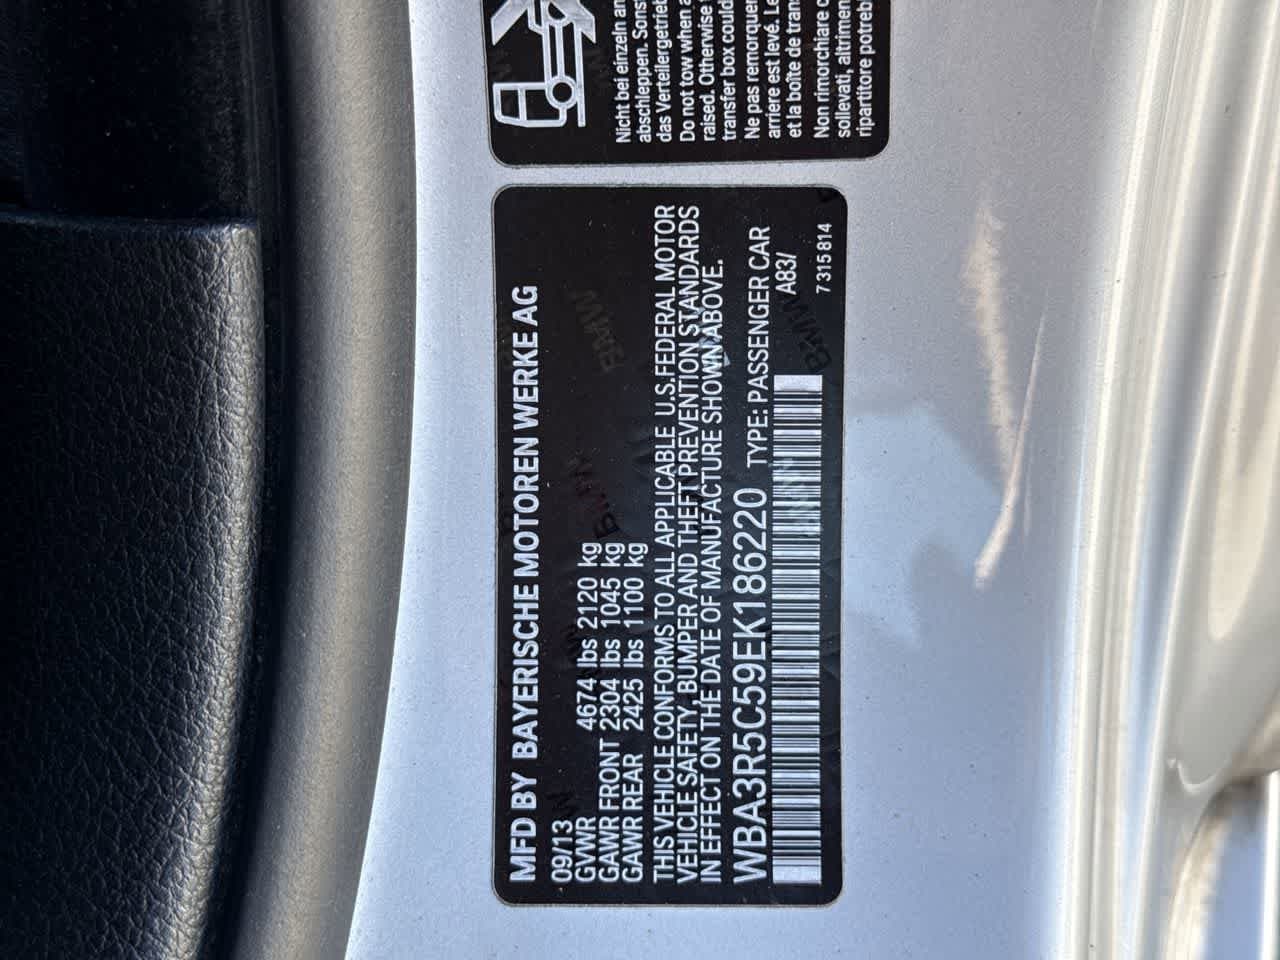 Nicht bei einzeln an
abschleppen. Sonst
das Verteilergetrieb
Do not tow when a
raised. Otherwise
transfer box could
Ne pas remorquer
arrière est levé. Le
et la boîte de trans
Non rimorchiare c
sollevati, altrimen
ripartitore potreb
MFD BY BAYERISCHE MOTOREN WERKE AG
09/13
GVWR 4674 lbs 2120 kg
GAWR FRONT 2304 lbs 1045 kg
GAWR REAR 2425 lbs 1100 kg
THIS VEHICLE CONFORMS TO ALL APPLICABLE U.S.FEDERAL MOTOR
VEHICLE SAFETY, BUMPER AND THEFT PREVENTION STANDARDS
IN EFFECT ON THE DATE OF MANUFACTURE SHOWN ABOVE.
WBA3R5C59EK186220 TYPE: PASSENGER CAR
A83/
7 315 814